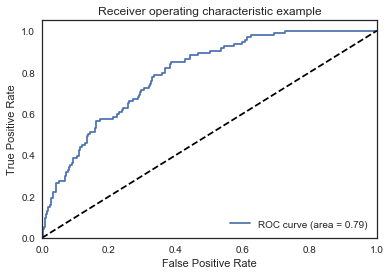 Receiver operating characteristic example
True Positive Rate
1.0
0.8
0.6
0.4
0.2
0.0
ROC curve (area = 0.79)
0.0 0.2 0.4 0.6 0.8 1.0
False Positive Rate